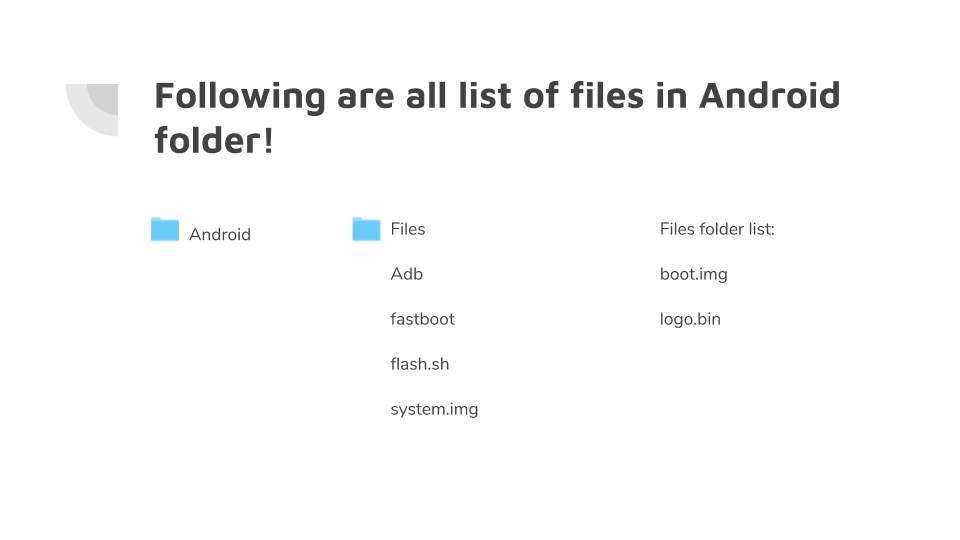 Following are all list of files in Android
folder!
Android
Files
Adb
fastboot
flash.sh
system.img
Files folder list:
boot.img
logo.bin